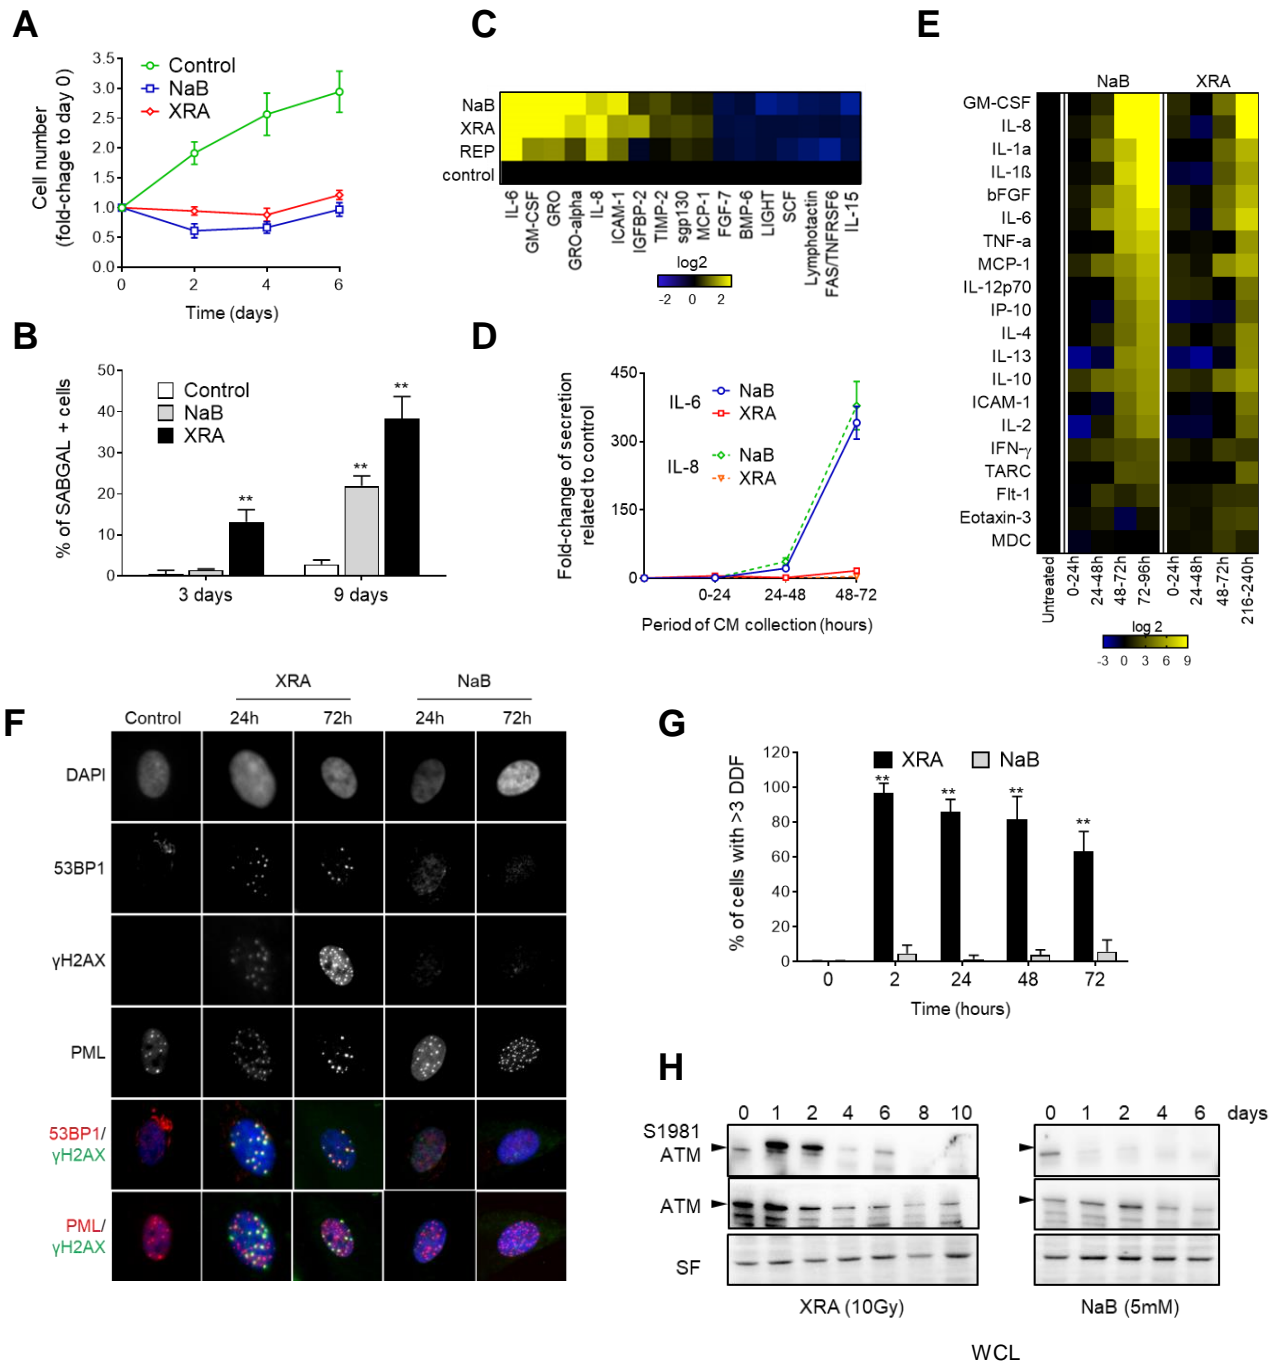 A
Cell number
(fold-chage to day 0)
3.5
3.0
2.5
2.0
1.5
1.0
0.5
0.0
Control
NaB
XRA
0
2
4
6
Time (days)
B
% of SABGAL + cells
50
40
30
20
10
0
Control
NaB
XRA
**
**
**
3 days
9 days
C
NaB
XRA
REP
control
IL-6
GM-CSF
GRO
GRO-alpha
IL-8
ICAM-1
IGFBP-2
TIMP-2
sgp130
MCP-1
FGF-7
BMP-6
LIGHT
SCF
Lymphotactin
FAS/TNFRSF6
IL-15
log2
-2 0 2
D
Fold-change of secretion
related to control
450
300
150
0
IL-6
NaB
XRA
IL-8
NaB
XRA
0-24
24-48
48-72
Period of CM collection (hours)
E
NaB XRA
GM-CSF
IL-8
IL-1a
IL-1ß
bFGF
IL-6
TNF-a
MCP-1
IL-12p70
IP-10
IL-4
IL-13
IL-10
ICAM-1
IL-2
IFN-γ
TARC
Flt-1
Eotaxin-3
MDC
Untreated
0-24h
24-48h
48-72h
72-96h
0-24h
24-48h
48-72h
216-240h
log 2
-3 0 3 6 9
F
XRA NaB
Control 24h 72h 24h 72h
DAPI
53BP1
γH2AX
PML
53BP1/
γH2AX
PML/
γH2AX
G
% of cells with >3 DDF
120
100
80
60
40
20
0
XRA NaB
**
**
**
**
0 2 24 48 72
Time (hours)
H
0 1 2 4 6 8 10 0 1 2 4 6 days
S1981
ATM
ATM
SF
XRA (10Gy) NaB (5mM)
WCL